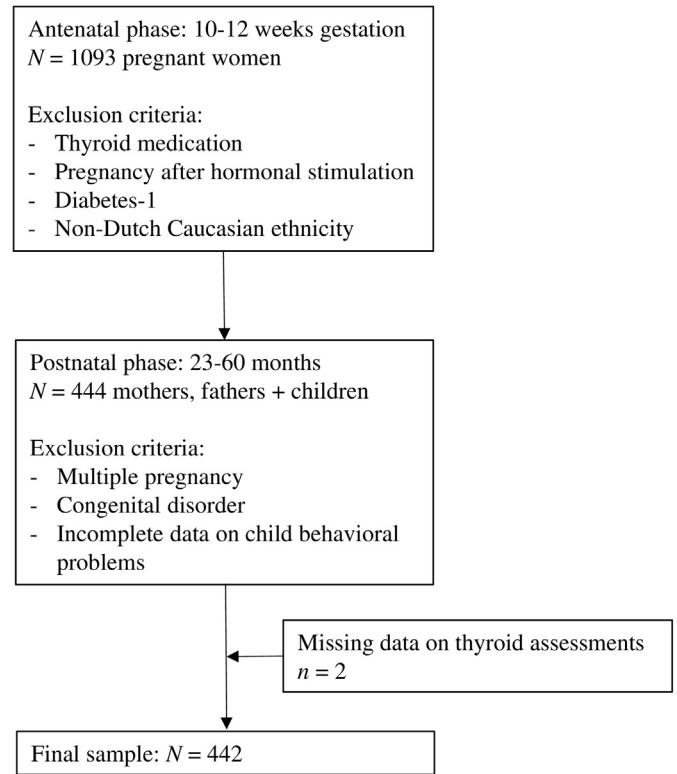 Antenatal phase: 10-12 weeks gestation
N = 1093 pregnant women
Exclusion criteria:
- Thyroid medication
- Pregnancy after hormonal stimulation
- Diabetes-1
- Non-Dutch Caucasian ethnicity
Postnatal phase: 23-60 months
N = 444 mothers, fathers + children
Exclusion criteria:
- Multiple pregnancy
- Congenital disorder
- Incomplete data on child behavioral
problems
Missing data on thyroid assessments
n = 2
Final sample: N = 442